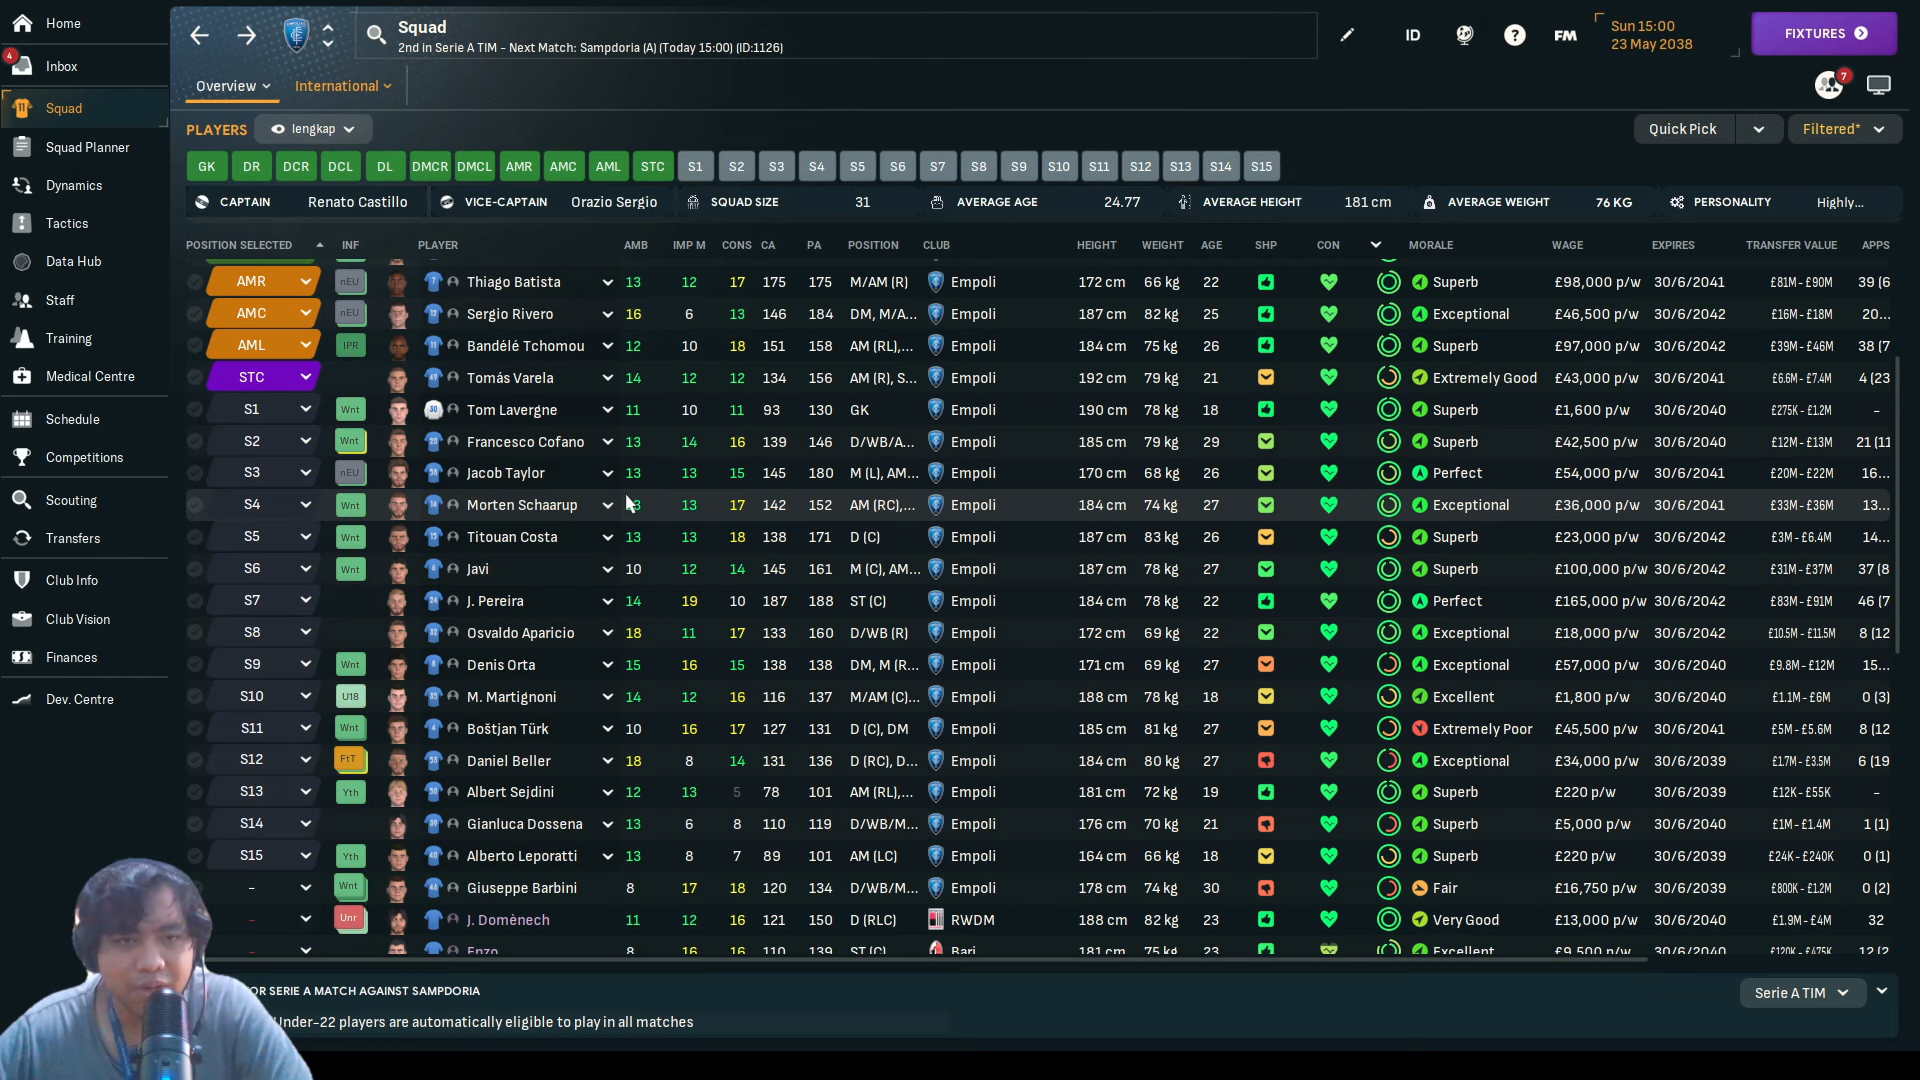 Home
4
Inbox
Squad
Squad Planner
Dynamics
Tactics
Data Hub
Staff
Training
Medical Centre
Schedule
Competitions
Scouting
Transfers
Club Info
Club Vision
Finances
Dev. Centre
Squad
2nd in Serie A TIM - Next Match: Sampdoria (A) (Today 15:00) (ID:1126)
ID
FM
Sun 15:00
23 May 2038
FIXTURES
Overview International
7
PLAYERS lengkap
Quick Pick Filtered*
GK DR DCR DCL DL DMCR DMCL AMR AMC AML STC S1 S2 S3 S4 S5 S6 S7 S8 S9 S10 S11 S12 S13 S14 S15
CAPTAIN Renato Castillo VICE-CAPTAIN Orazio Sergio SQUAD SIZE 31 AVERAGE AGE 24.77 AVERAGE HEIGHT 181 cm AVERAGE WEIGHT 76 KG PERSONALITY Highly...
POSITION SELECTED INF PLAYER AMB IMP M CONS CA PA POSITION CLUB HEIGHT WEIGHT AGE SHP CON MORALE WAGE EXPIRES TRANSFER VALUE APPS
AMR nEU Thiago Batista 13 12 17 175 175 M/AM (R) Empoli 172 cm 66 kg 22 Superb £98,000 p/w 30/6/2041 £81M - £90M 39 (6
AMC nEU Sergio Rivero 16 6 13 146 184 DM, M/A... Empoli 187 cm 82 kg 25 Exceptional £46,500 p/w 30/6/2042 £16M - £18M 20...
AML IPR Bandélé Tchomou 12 10 18 151 158 AM (RL),... Empoli 184 cm 75 kg 26 Superb £97,000 p/w 30/6/2042 £39M - £46M 38 (7
STC Tomás Varela 14 12 12 134 156 AM (R), S... Empoli 192 cm 79 kg 21 Extremely Good £43,000 p/w 30/6/2041 £6.6M - £7.4M 4 (23
S1 Wnt 30 Tom Lavergne 11 10 11 93 130 GK Empoli 190 cm 78 kg 18 Superb £1,600 p/w 30/6/2040 £275K - £1.2M -
S2 Wnt Francesco Cofano 13 14 16 139 146 D/WB/A... Empoli 185 cm 79 kg 29 Superb £42,500 p/w 30/6/2040 £12M - £13M 21 (11
S3 nEU Jacob Taylor 13 13 15 145 180 M (L), AM... Empoli 170 cm 68 kg 26 Perfect £54,000 p/w 30/6/2041 £20M - £22M 16...
S4 Wnt Morten Schaarup 13 17 142 152 AM (RC),... Empoli 184 cm 74 kg 27 Exceptional £36,000 p/w 30/6/2041 £33M - £36M 13...
S5 Wnt Titouan Costa 13 13 18 138 171 D (C) Empoli 187 cm 83 kg 26 Superb £23,000 p/w 30/6/2042 £3M - £6.4M 14...
S6 Wnt Javi 10 12 14 145 161 M (C), AM... Empoli 187 cm 78 kg 27 Superb £100,000 p/w 30/6/2042 £31M - £37M 37 (8
S7 J. Pereira 14 19 10 187 188 ST (C) Empoli 184 cm 78 kg 22 Perfect £165,000 p/w 30/6/2042 £83M - £91M 46 (7
S8 Osvaldo Aparicio 18 11 17 133 160 D/WB (R) Empoli 172 cm 69 kg 22 Exceptional £18,000 p/w 30/6/2042 £10.5M - £11.5M 8 (12
S9 Wnt Denis Orta 15 16 15 138 138 DM, M (R... Empoli 171 cm 69 kg 27 Exceptional £57,000 p/w 30/6/2040 £9.8M - £12M 15...
S10 U18 M. Martignoni 14 12 16 116 137 M/AM (C)... Empoli 188 cm 78 kg 18 Excellent £1,800 p/w 30/6/2040 £1.1M - £6M 0 (3)
S11 Wnt Boštjan Türk 10 16 17 127 131 D (C), DM Empoli 185 cm 81 kg 27 Extremely Poor £45,500 p/w 30/6/2041 £5M - £5.6M 8 (12
S12 FtT Daniel Beller 18 8 14 131 136 D (RC), D... Empoli 184 cm 80 kg 27 Exceptional £34,000 p/w 30/6/2039 £1.7M - £3.5M 6 (19
S13 Yth Albert Sejdini 12 13 5 78 101 AM (RL),... Empoli 181 cm 72 kg 19 Superb £220 p/w 30/6/2039 £12K - £55K -
S14 Gianluca Dossena 13 6 8 110 119 D/WB/M... Empoli 176 cm 70 kg 21 Superb £5,000 p/w 30/6/2040 £1M - £1.4M 1 (1)
S15 Yth Alberto Leporatti 13 8 7 89 101 AM (LC) Empoli 164 cm 66 kg 18 Superb £220 p/w 30/6/2039 £24K - £240K 0 (1)
- Wnt Giuseppe Barbini 8 17 18 120 134 D/WB/M... Empoli 178 cm 74 kg 30 Fair £16,750 p/w 30/6/2039 £800K - £1.2M 0 (2)
- Unr J. Domènech 11 12 16 121 150 D (RLC) RWDM 188 cm 82 kg 23 Very Good £13,000 p/w 30/6/2040 £1.9M - £4M 32
- Enzo 8 16 16 110 139 ST (C) Bari 181 cm 75 kg 23 Excellent £9,500 p/w 30/6/2040 £120K - £475K 12 (2
OR SERIE A MATCH AGAINST SAMPDORIA
Serie A TIM
Under-22 players are automatically eligible to play in all matches